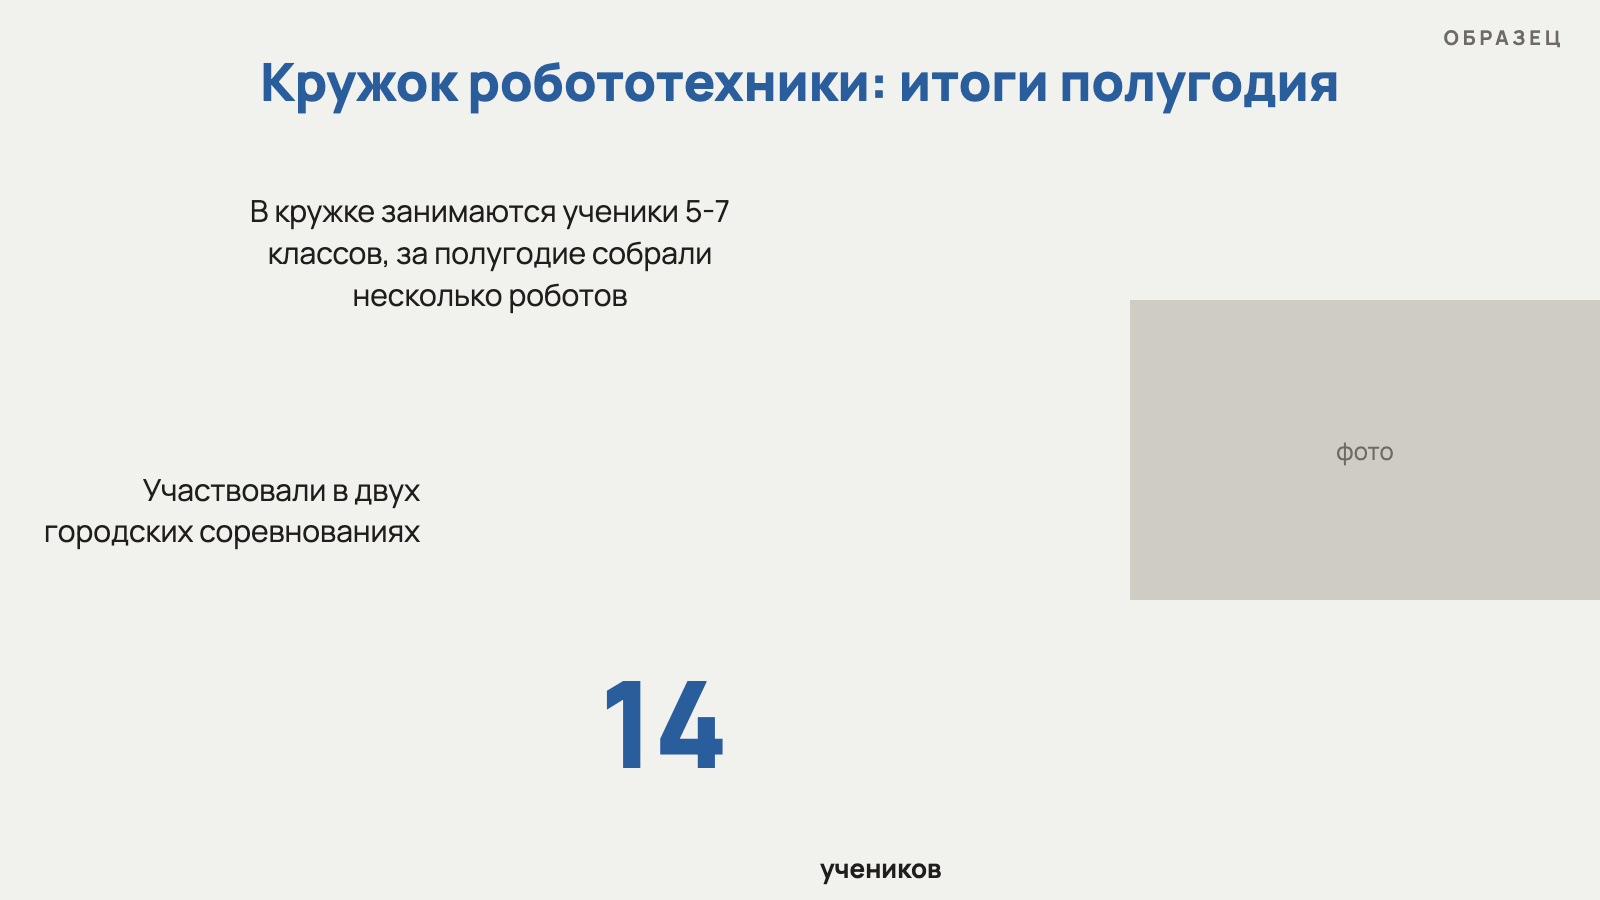 ОБРАЗЕЦ
Кружок робототехники: итоги полугодия
В кружке занимаются ученики 5-7
классов, за полугодие собрали
несколько роботов
фото
Участвовали в двух
городских соревнованиях
14
учеников